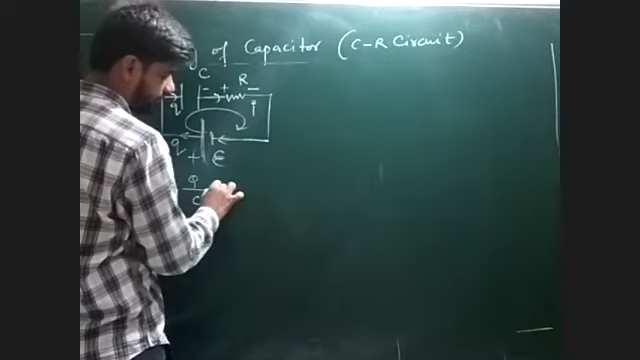 g of Capacitor (C-R Circuit)
C
R
- + -
q
i
q
+ ε
q
C